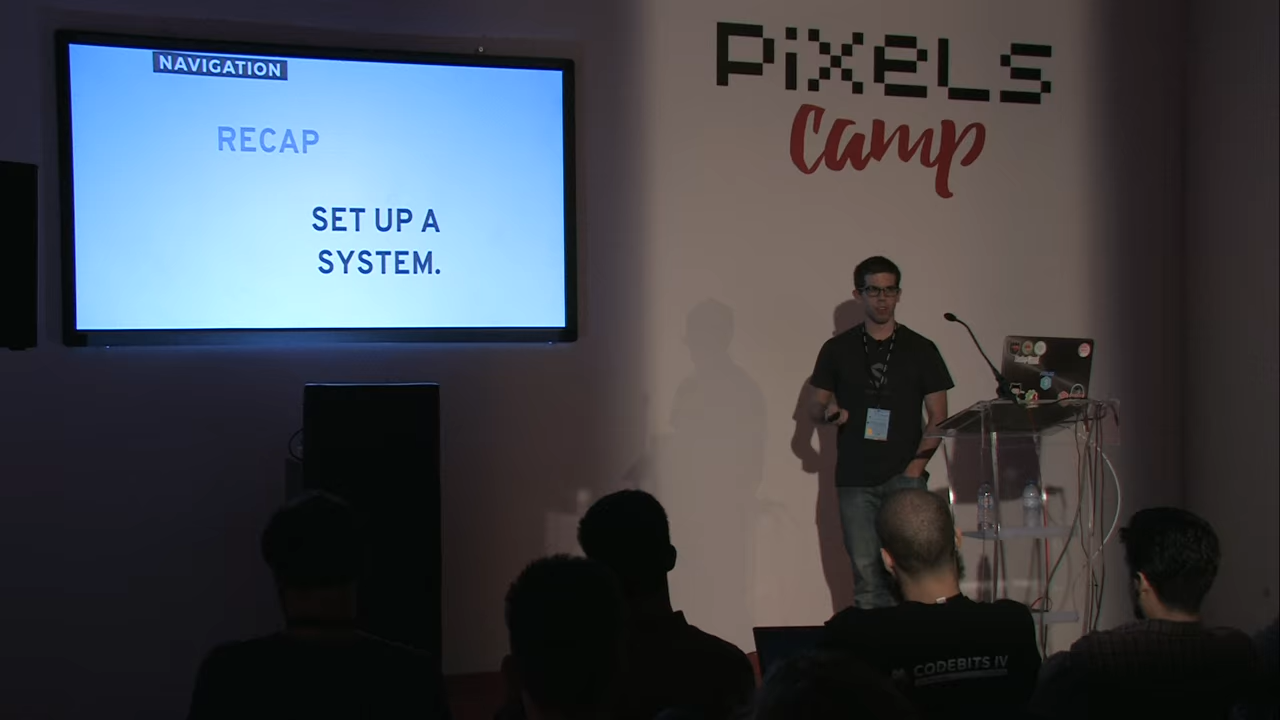 NAVIGATION
RECAP
SET UP A
SYSTEM.
PiXELS
Camp
CODEBITS IV